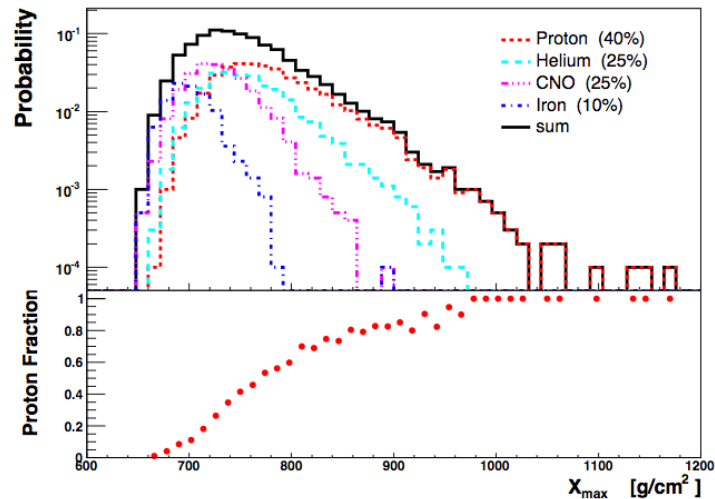 Probability
10⁻¹
10⁻²
10⁻³
10⁻⁴
Proton (40%)
Helium (25%)
CNO (25%)
Iron (10%)
sum
Proton Fraction
1
0.8
0.6
0.4
0.2
0
600 700 800 900 1000 1100 1200
Xmax [g/cm²]